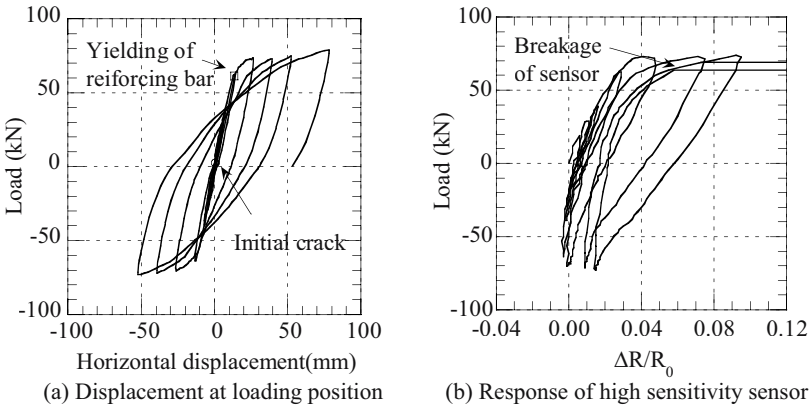 100
50
0
-50
-100
Load (kN)
Yielding of
reiforcing bar
Initial crack
-100 -50 0 50 100
Horizontal displacement(mm)
(a) Displacement at loading position
100
50
0
-50
-100
Load (kN)
Breakage
of sensor
-0.04 0.00 0.04 0.08 0.12
ΔR/R₀
(b) Response of high sensitivity sensor